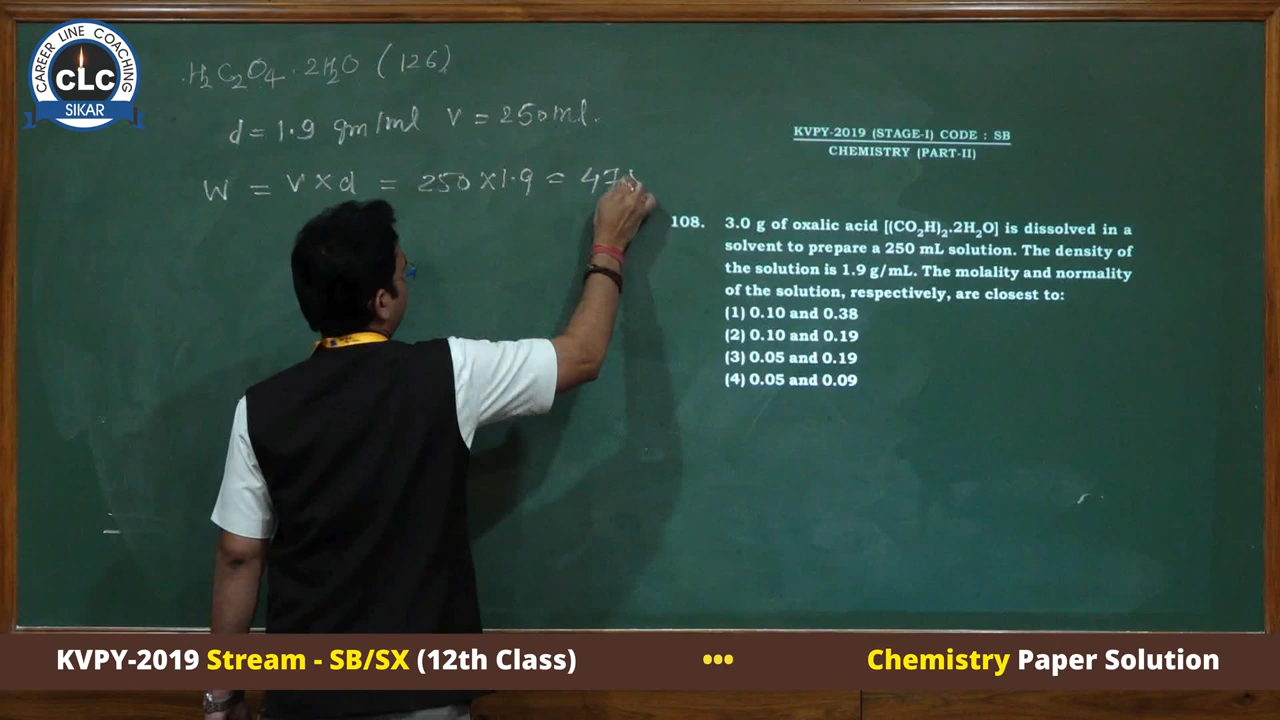 CAREER LINE COACHING
CLC
SIKAR
H₂C₂O₄ · 2H₂O (126)
d = 1.9 gm/ml V = 250 ml.
W = V × d = 250 × 1.9 = 47
KVPY-2019 (STAGE-I) CODE : SB
CHEMISTRY (PART-II)
108. 3.0 g of oxalic acid [(CO₂H)₂.2H₂O] is dissolved in a
solvent to prepare a 250 mL solution. The density of
the solution is 1.9 g/mL. The molality and normality
of the solution, respectively, are closest to:
(1) 0.10 and 0.38
(2) 0.10 and 0.19
(3) 0.05 and 0.19
(4) 0.05 and 0.09
KVPY-2019 Stream - SB/SX (12th Class) ••• Chemistry Paper Solution